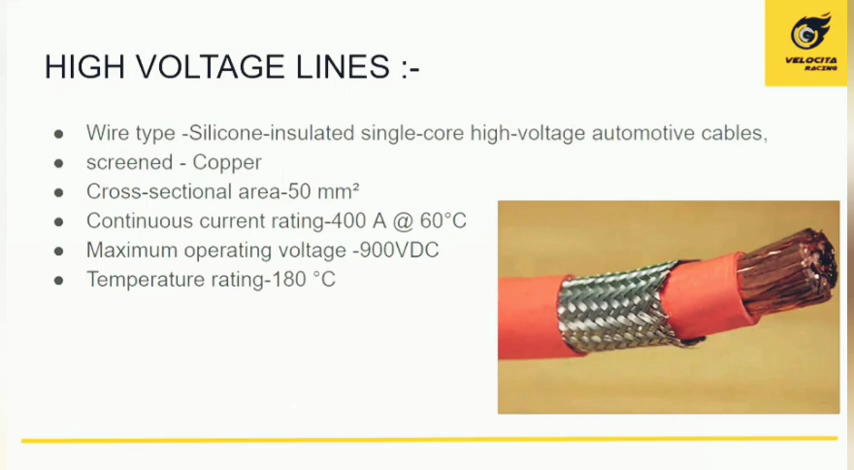 HIGH VOLTAGE LINES :-
VELOCITA
RACING
● Wire type -Silicone-insulated single-core high-voltage automotive cables,
● screened - Copper
● Cross-sectional area-50 mm²
● Continuous current rating-400 A @ 60°C
● Maximum operating voltage -900VDC
● Temperature rating-180 °C